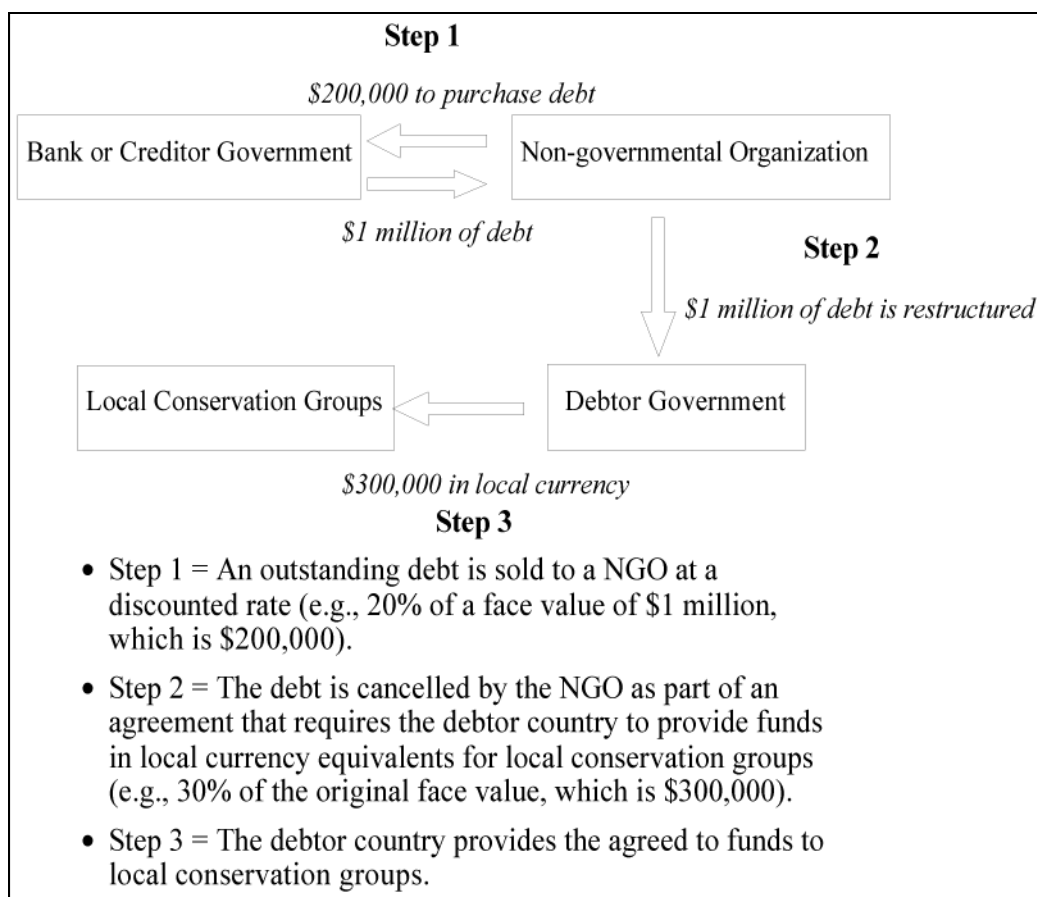 Step 1
$200,000 to purchase debt
Bank or Creditor Government
Non-governmental Organization
$1 million of debt
Step 2
$1 million of debt is restructured
Local Conservation Groups
Debtor Government
$300,000 in local currency
Step 3
• Step 1 = An outstanding debt is sold to a NGO at a
discounted rate (e.g., 20% of a face value of $1 million,
which is $200,000).
• Step 2 = The debt is cancelled by the NGO as part of an
agreement that requires the debtor country to provide funds
in local currency equivalents for local conservation groups
(e.g., 30% of the original face value, which is $300,000).
• Step 3 = The debtor country provides the agreed to funds to
local conservation groups.